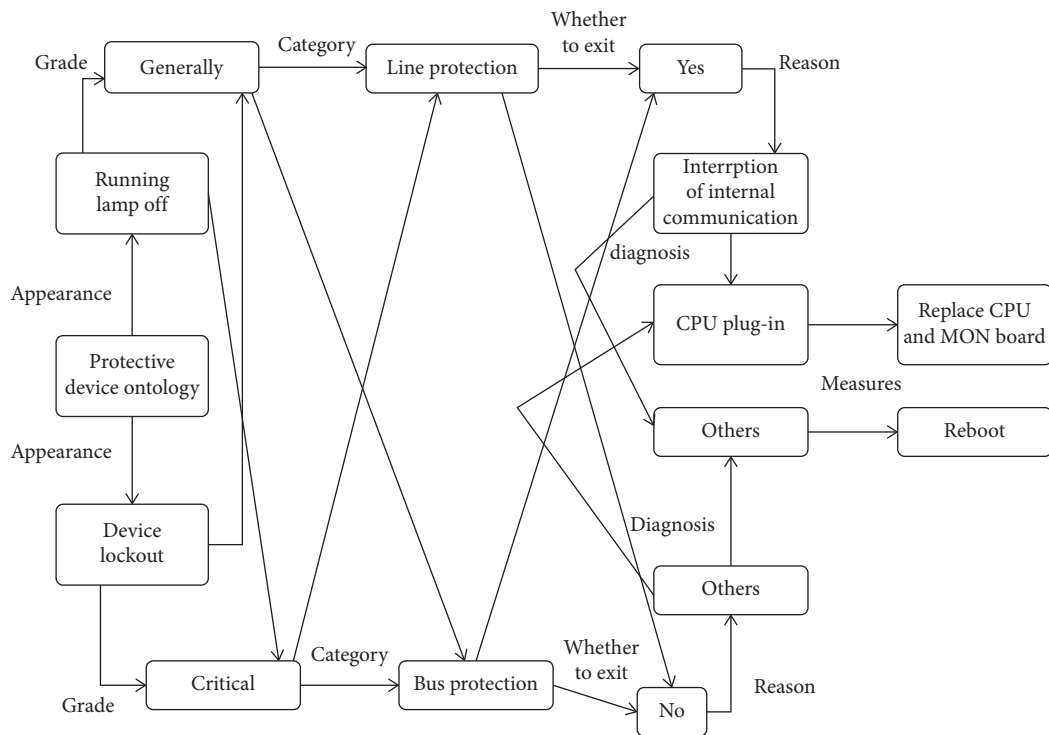 Whether
to exit
Category
Grade
Generally
Line protection
Yes
Reason
Running
lamp off
Interrption
of internal
communication
diagnosis
Appearance
CPU plug-in
Replace CPU
and MON board
Protective
device ontology
Measures
Appearance
Others
Reboot
Device
lockout
Diagnosis
Others
Whether
to exit
Category
Grade
Critical
Bus protection
No
Reason